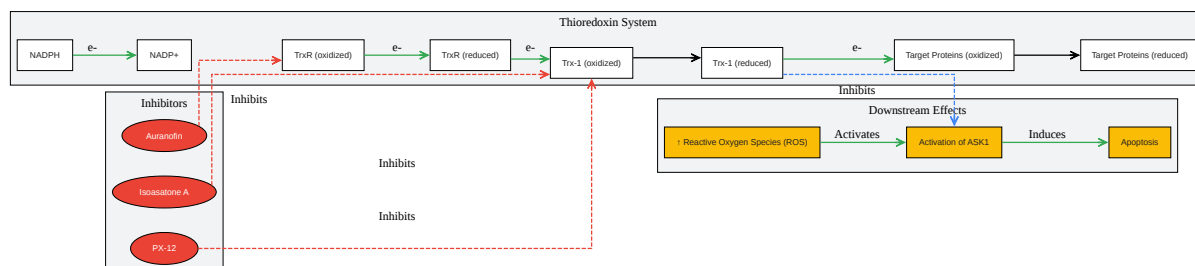 Thioredoxin System
NADPH
e-
NADP+
TrxR (oxidized)
e-
TrxR (reduced)
e-
Trx-1 (oxidized)
Trx-1 (reduced)
e-
Target Proteins (oxidized)
Target Proteins (reduced)
Inhibitors
Inhibits
Inhibits
Downstream Effects
Auranofin
↑ Reactive Oxygen Species (ROS)
Activates
Activation of ASK1
Induces
Apoptosis
Inhibits
Isoasatone A
Inhibits
PX-12